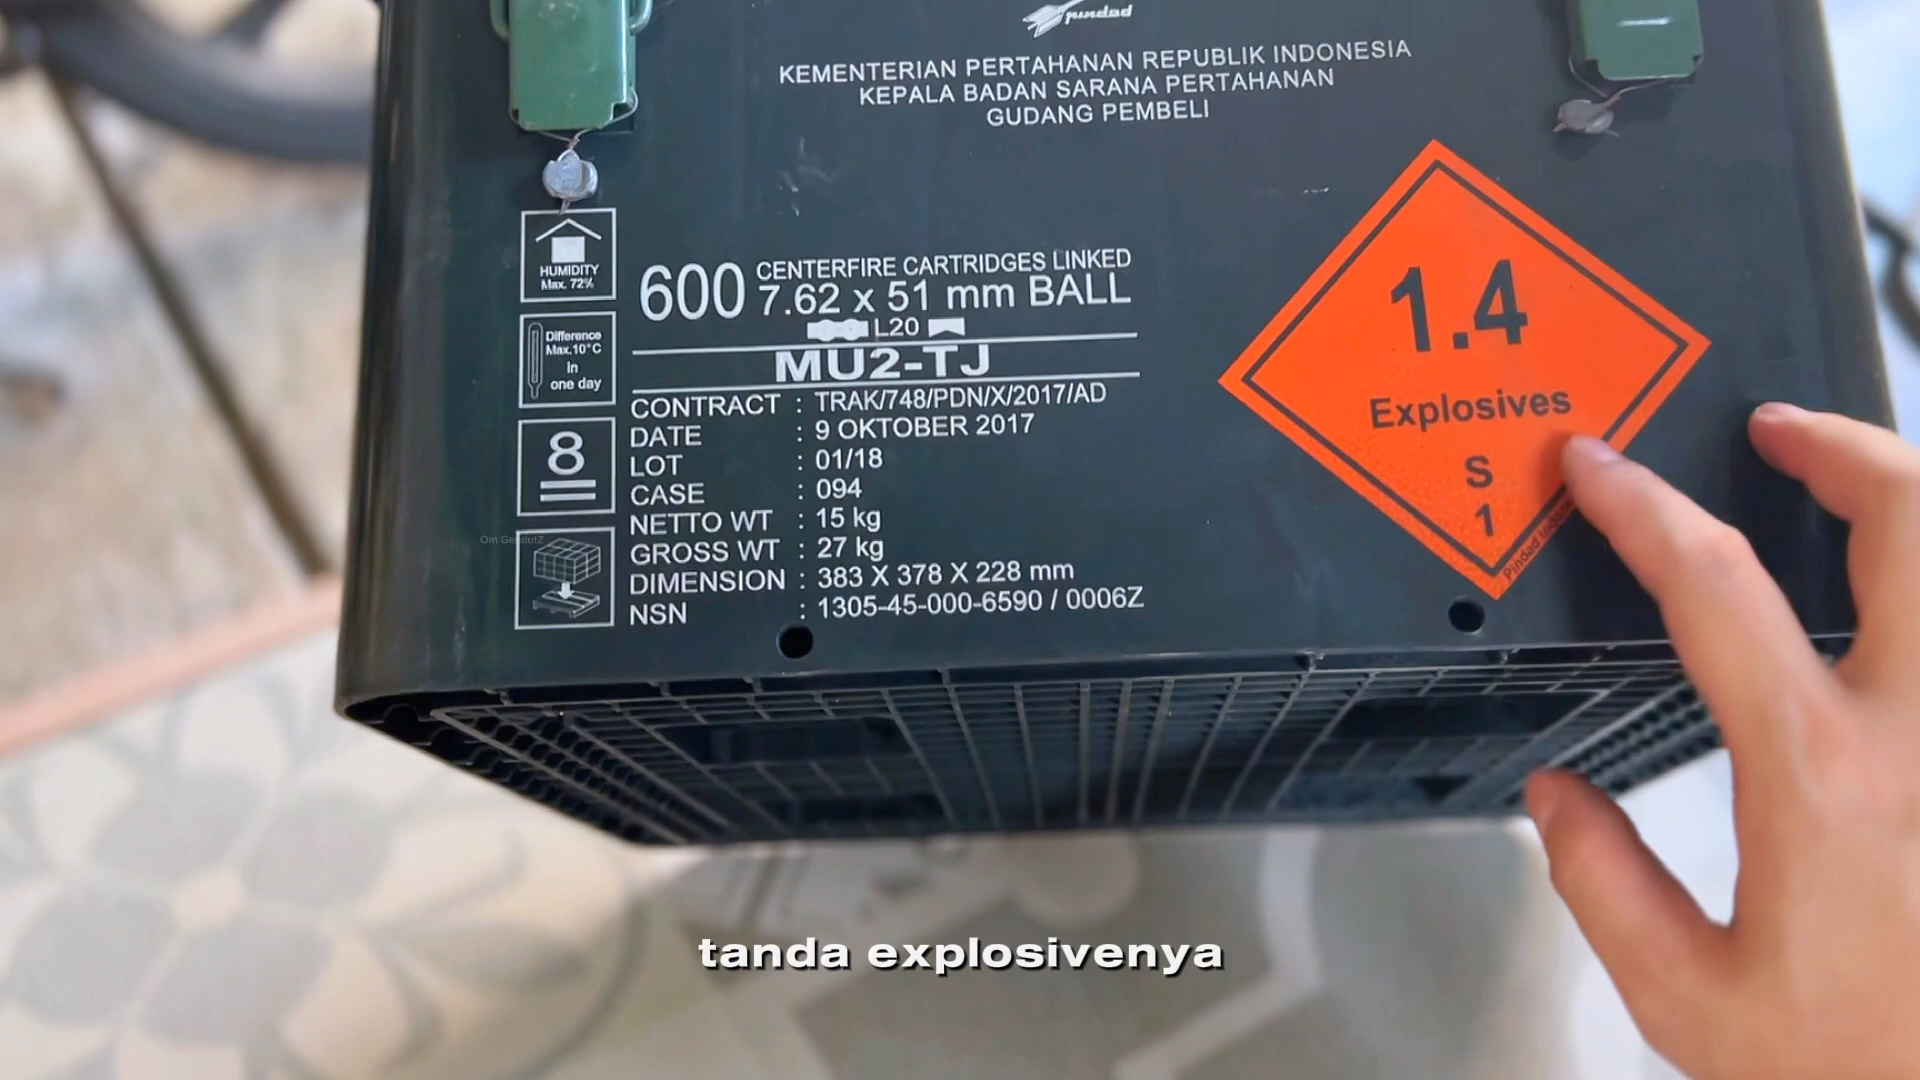 pindad
KEMENTERIAN PERTAHANAN REPUBLIK INDONESIA
KEPALA BADAN SARANA PERTAHANAN
GUDANG PEMBELI
HUMIDITY
Max. 72%
Difference
Max.10°C
in
one day
8
600 CENTERFIRE CARTRIDGES LINKED
7.62 x 51 mm BALL
L20
MU2-TJ
CONTRACT : TRAK/748/PDN/X/2017/AD
DATE : 9 OKTOBER 2017
LOT : 01/18
CASE : 094
NETTO WT : 15 kg
GROSS WT : 27 kg
DIMENSION : 383 X 378 X 228 mm
NSN : 1305-45-000-6590 / 0006Z
1.4
Explosives
S
1
Pindad
Om GendutZ
tanda explosivenya